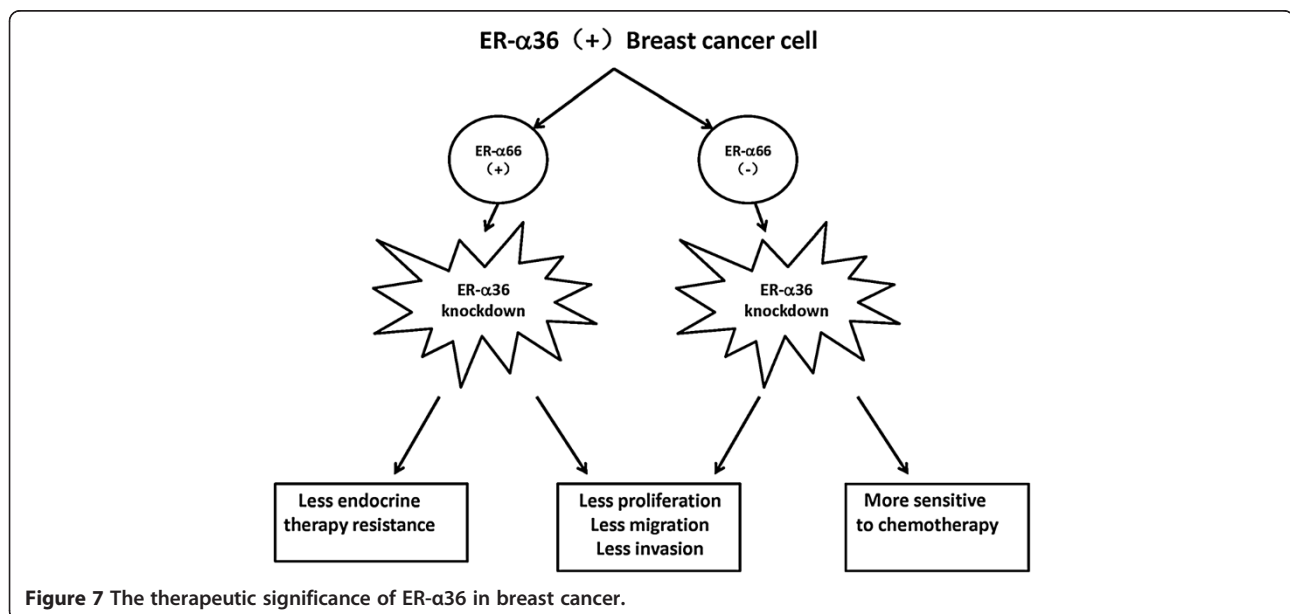 ER-α36（+）Breast cancer cell
ER-α66
（+）
ER-α66
（-）
ER-α36
knockdown
ER-α36
knockdown
Less endocrine
therapy resistance
Less proliferation
Less migration
Less invasion
More sensitive
to chemotherapy
Figure 7 The therapeutic significance of ER-α36 in breast cancer.